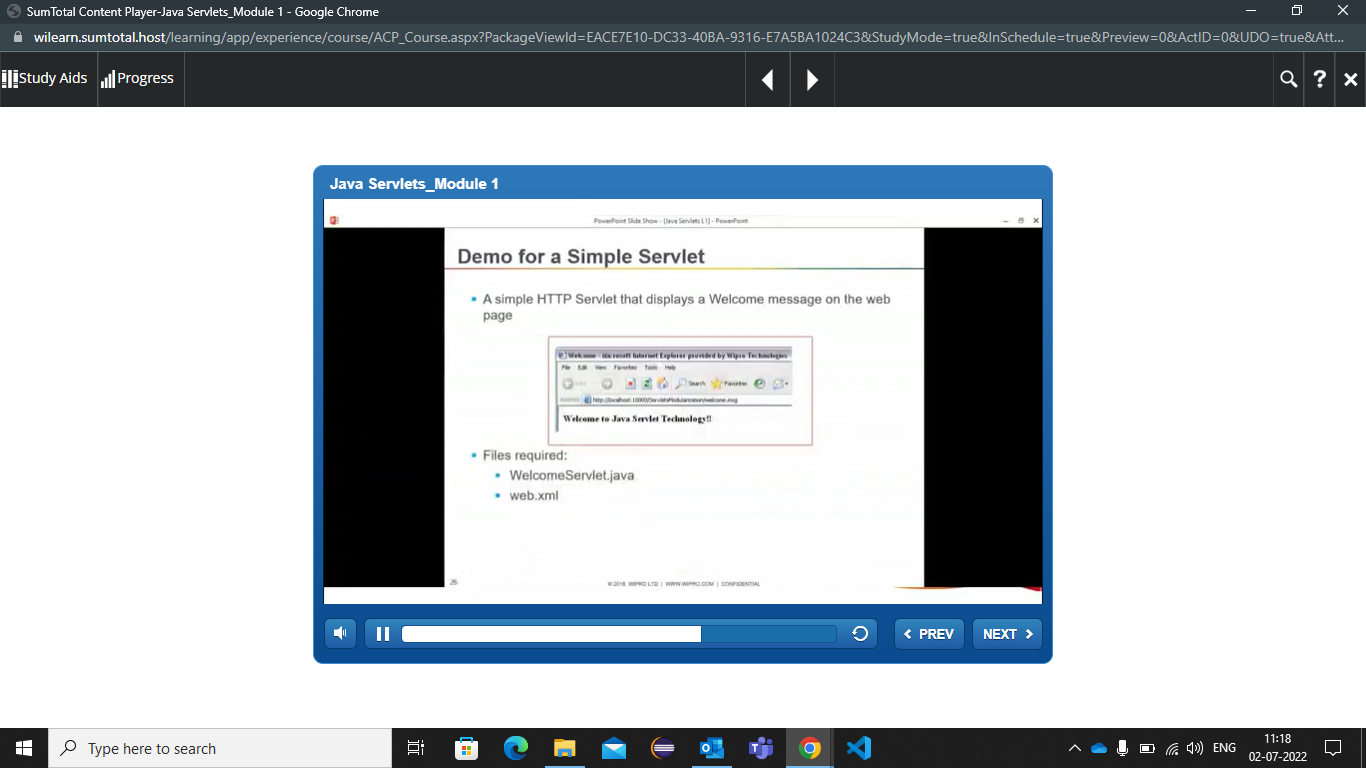 SumTotal Content Player-Java Servlets_Module 1 - Google Chrome
wilearn.sumtotal.host/learning/app/experience/course/ACP_Course.aspx?PackageViewId=EACE7E10-DC33-40BA-9316-E7A5BA1024C3&StudyMode=true&InSchedule=true&Preview=0&ActID=0&UDO=true&Att...
Study Aids Progress
Java Servlets_Module 1
PowerPoint Slide Show - [Java Servlets L1] - PowerPoint
Demo for a Simple Servlet
A simple HTTP Servlet that displays a Welcome message on the web
page
Welcome - Microsoft Internet Explorer provided by Wipro Technologies
File Edit View Favorites Tools Help
Search Favorites
http://localhost:10000/ServletsModularization/welcome.msg
Welcome to Java Servlet Technology!!
Files required:
WelcomeServlet.java
web.xml
26 © 2016 WIPRO LTD | WWW.WIPRO.COM | CONFIDENTIAL
PREV NEXT
Type here to search
ENG
11:18
02-07-2022